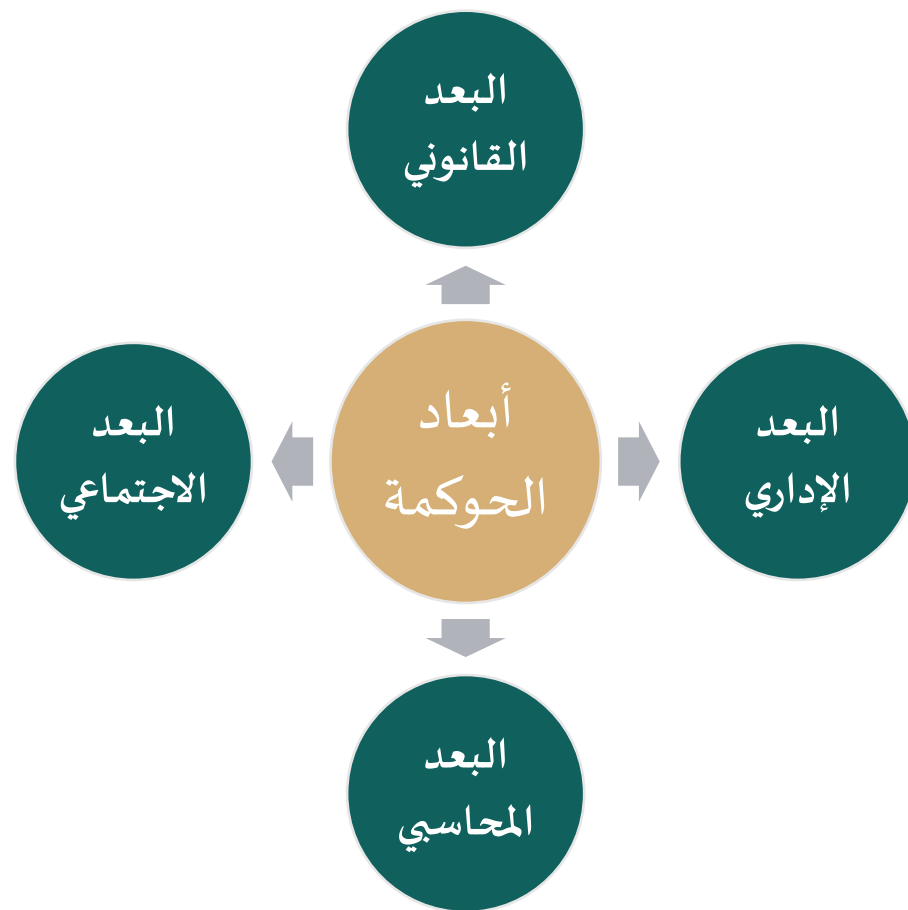 البعد
القانوني
أبعاد
الحوكمة
البعد
الإداري
البعد
الاجتماعي
البعد
المحاسبي